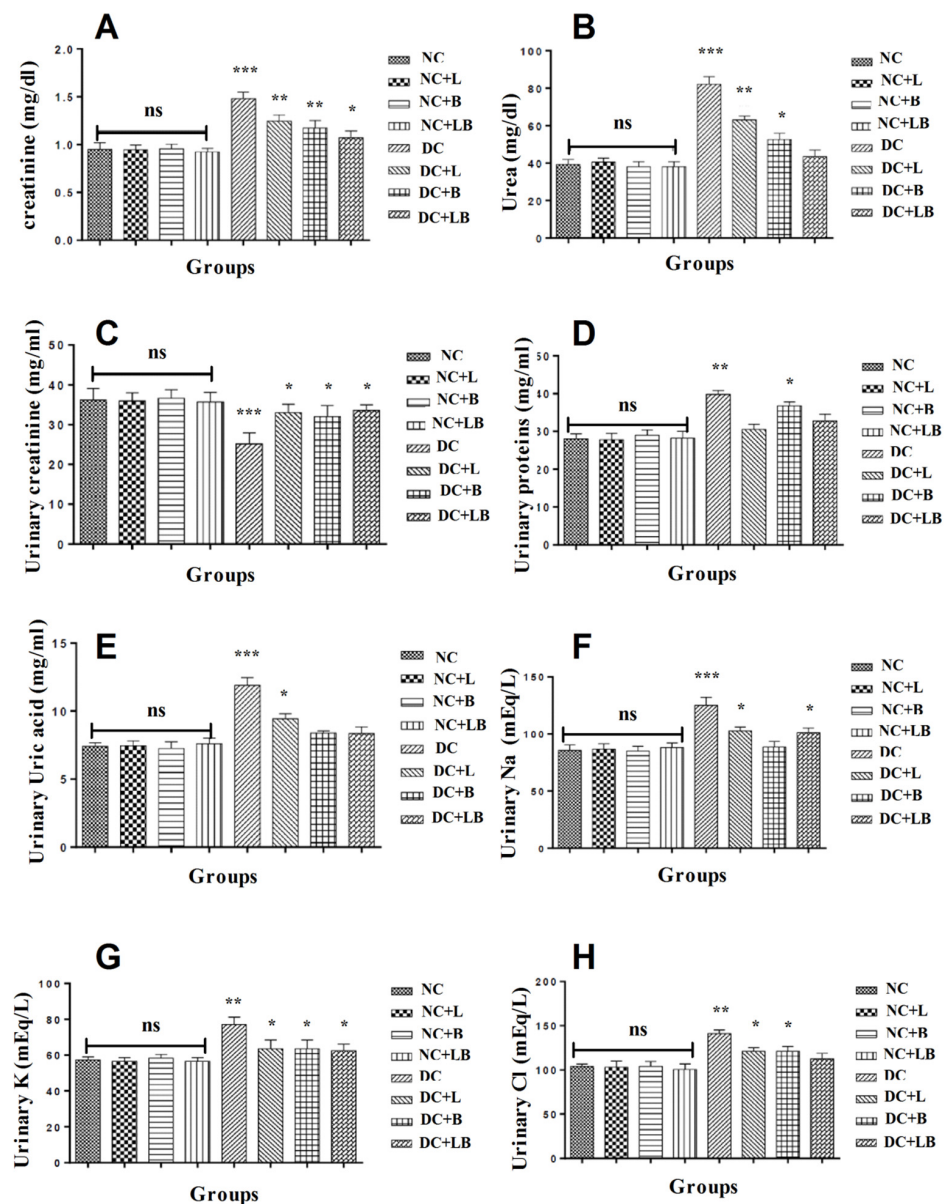 A
creatinine (mg/dl)
2.0
1.5
1.0
0.5
0.0
ns
***
**
**
*
Groups
NC
NC+L
NC+B
NC+LB
DC
DC+L
DC+B
DC+LB
B
Urea (mg/dl)
100
80
60
40
20
0
ns
***
**
*
Groups
NC
NC+L
NC+B
NC+LB
DC
DC+L
DC+B
DC+LB
C
Urinary creatinine (mg/ml)
50
40
30
20
10
0
ns
***
*
*
*
Groups
NC
NC+L
NC+B
NC+LB
DC
DC+L
DC+B
DC+LB
D
Urinary proteins (mg/ml)
50
40
30
20
10
0
ns
**
*
Groups
NC
NC+L
NC+B
NC+LB
DC
DC+L
DC+B
DC+LB
E
Urinary Uric acid (mg/ml)
15
10
5
0
ns
***
*
Groups
NC
NC+L
NC+B
NC+LB
DC
DC+L
DC+B
DC+LB
F
Urinary Na (mEq/L)
150
100
50
0
ns
***
*
*
Groups
NC
NC+L
NC+B
NC+LB
DC
DC+L
DC+B
DC+LB
G
Urinary K (mEq/L)
100
80
60
40
20
0
ns
**
*
*
*
Groups
NC
NC+L
NC+B
NC+LB
DC
DC+L
DC+B
DC+LB
H
Urinary Cl (mEq/L)
200
150
100
50
0
ns
**
*
*
Groups
NC
NC+L
NC+B
NC+LB
DC
DC+L
DC+B
DC+LB